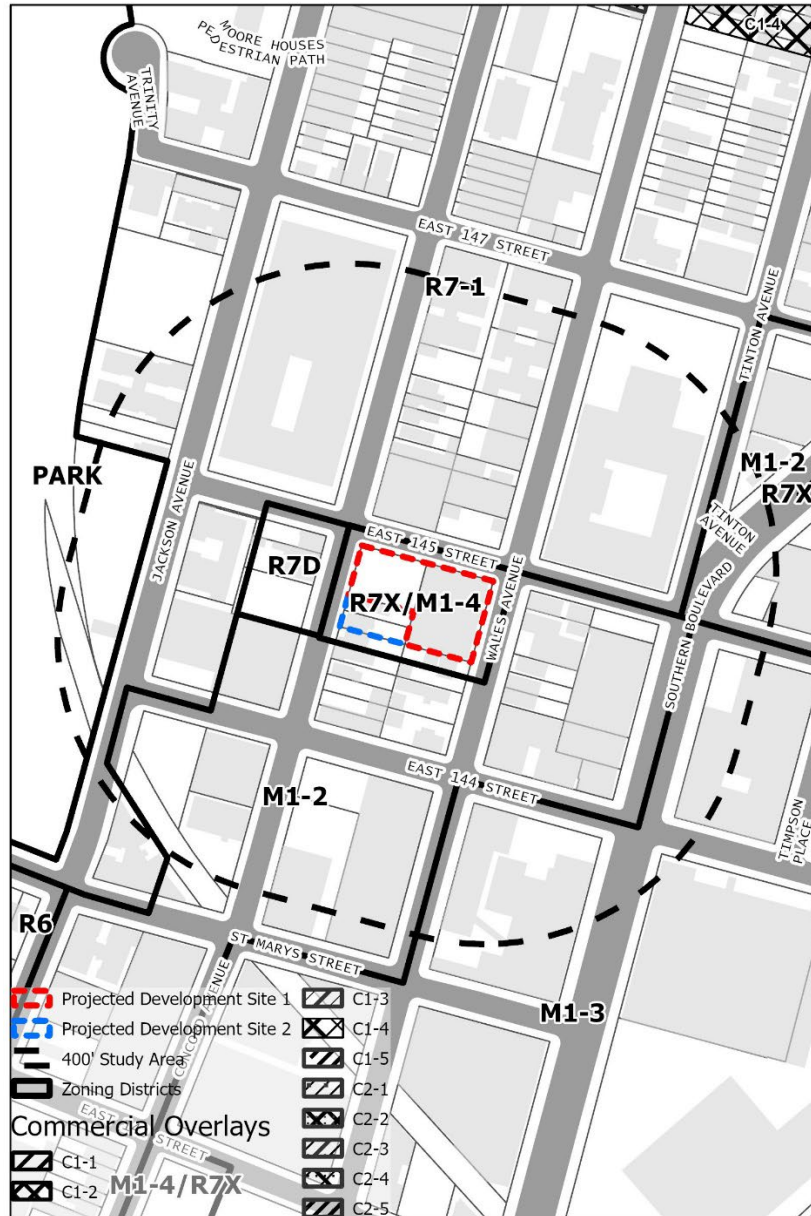 C1-4
MOORE HOUSES
PEDESTRIAN PATH
TRINITY
AVENUE
EAST 147 STREET
R7-1
TINTON AVENUE
PARK
JACKSON AVENUE
M1-2
R7X
TINTON
AVENUE
EAST 145 STREET
R7D
R7X/M1-4
WALES AVENUE
SOUTHERN BOULEVARD
EAST 144 STREET
M1-2
TIMPSON
PLACE
R6
ST MARYS STREET
CONCORD AVENUE
M1-3
Projected Development Site 1
Projected Development Site 2
400' Study Area
Zoning Districts
EAST
STREET
Commercial Overlays
C1-1
C1-2
M1-4/R7X
C1-3
C1-4
C1-5
C2-1
C2-2
C2-3
C2-4
C2-5